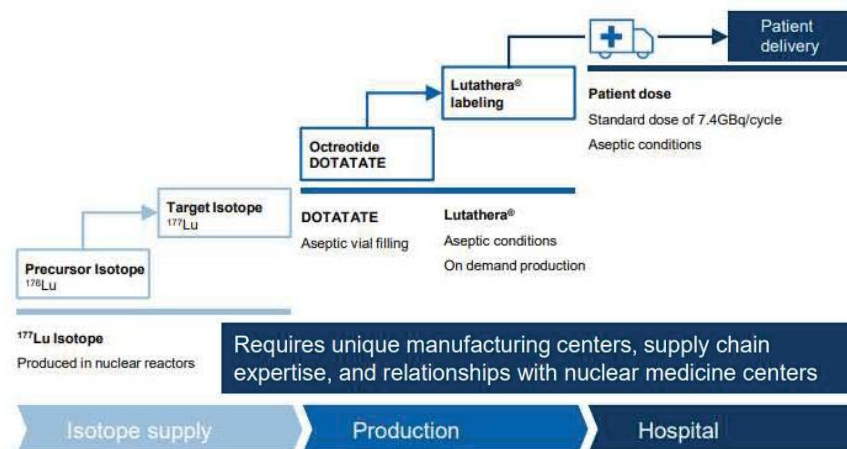 Patient
delivery
Lutathera®
labeling
Patient dose
Standard dose of 7.4GBq/cycle
Aseptic conditions
Octreotide
DOTATATE
Target Isotope
¹⁷⁷Lu
DOTATATE
Aseptic vial filling
Lutathera®
Aseptic conditions
On demand production
Precursor Isotope
¹⁷⁶Lu
¹⁷⁷Lu Isotope
Produced in nuclear reactors
Requires unique manufacturing centers, supply chain
expertise, and relationships with nuclear medicine centers
Isotope supply
Production
Hospital